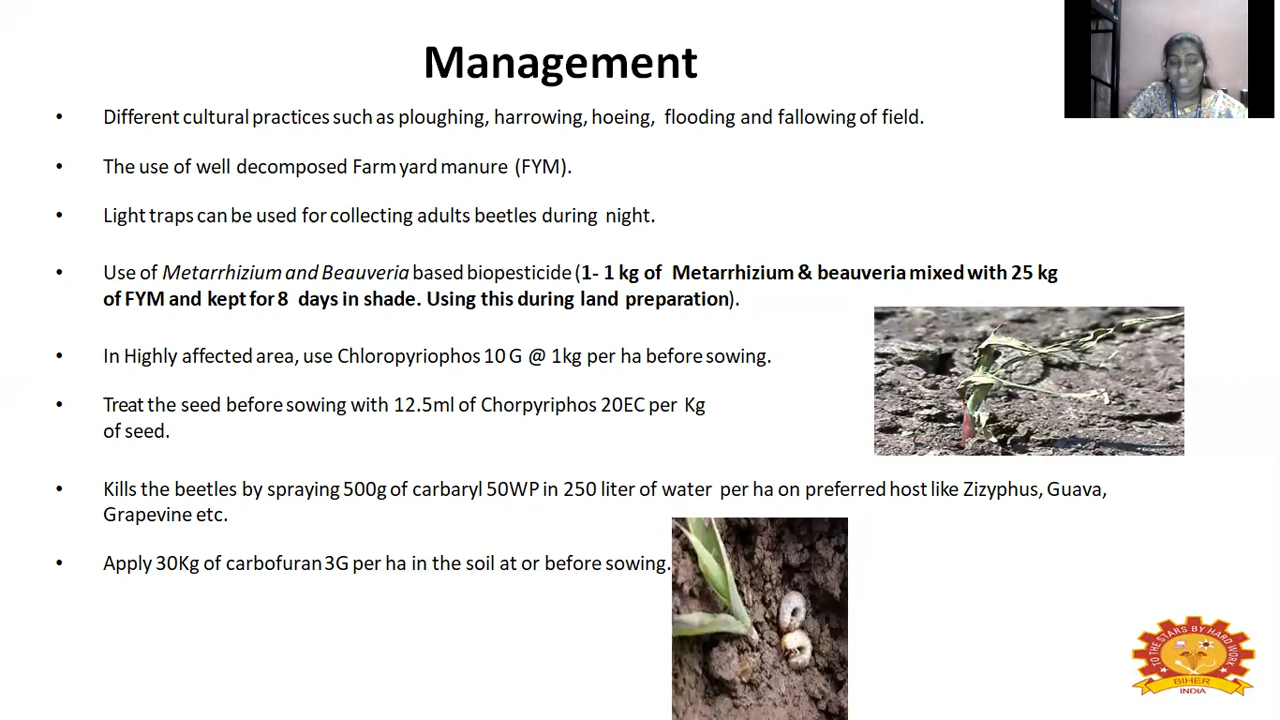 Management
• Different cultural practices such as ploughing, harrowing, hoeing, flooding and fallowing of field.
• The use of well decomposed Farm yard manure (FYM).
• Light traps can be used for collecting adults beetles during night.
• Use of Metarrhizium and Beauveria based biopesticide (1- 1 kg of Metarrhizium & beauveria mixed with 25 kg
of FYM and kept for 8 days in shade. Using this during land preparation).
• In Highly affected area, use Chloropyriophos 10 G @ 1kg per ha before sowing.
• Treat the seed before sowing with 12.5ml of Chorpyriphos 20EC per Kg
of seed.
• Kills the beetles by spraying 500g of carbaryl 50WP in 250 liter of water per ha on preferred host like Zizyphus, Guava,
Grapevine etc.
• Apply 30Kg of carbofuran 3G per ha in the soil at or before sowing.
TO THE STARS BY HARD WORK
BIHER
INDIA